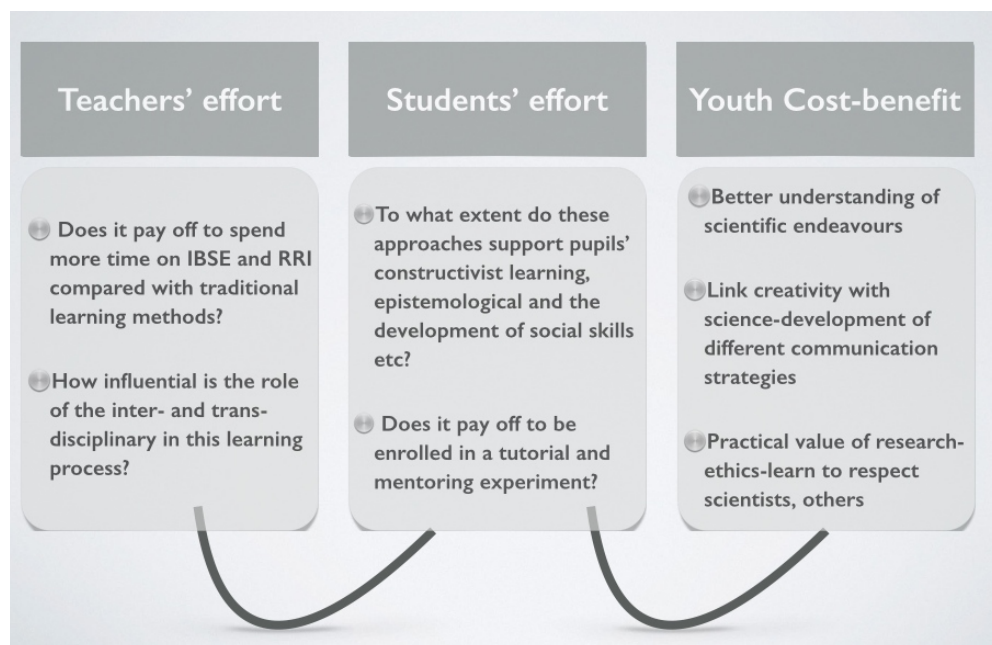 Teachers' effort
Does it pay off to spend
more time on IBSE and RRI
compared with traditional
learning methods?
How influential is the role
of the inter- and trans-
disciplinary in this learning
process?
Students' effort
To what extent do these
approaches support pupils'
constructivist learning,
epistemological and the
development of social skills
etc?
Does it pay off to be
enrolled in a tutorial and
mentoring experiment?
Youth Cost-benefit
Better understanding of
scientific endeavours
Link creativity with
science-development of
different communication
strategies
Practical value of research-
ethics-learn to respect
scientists, others